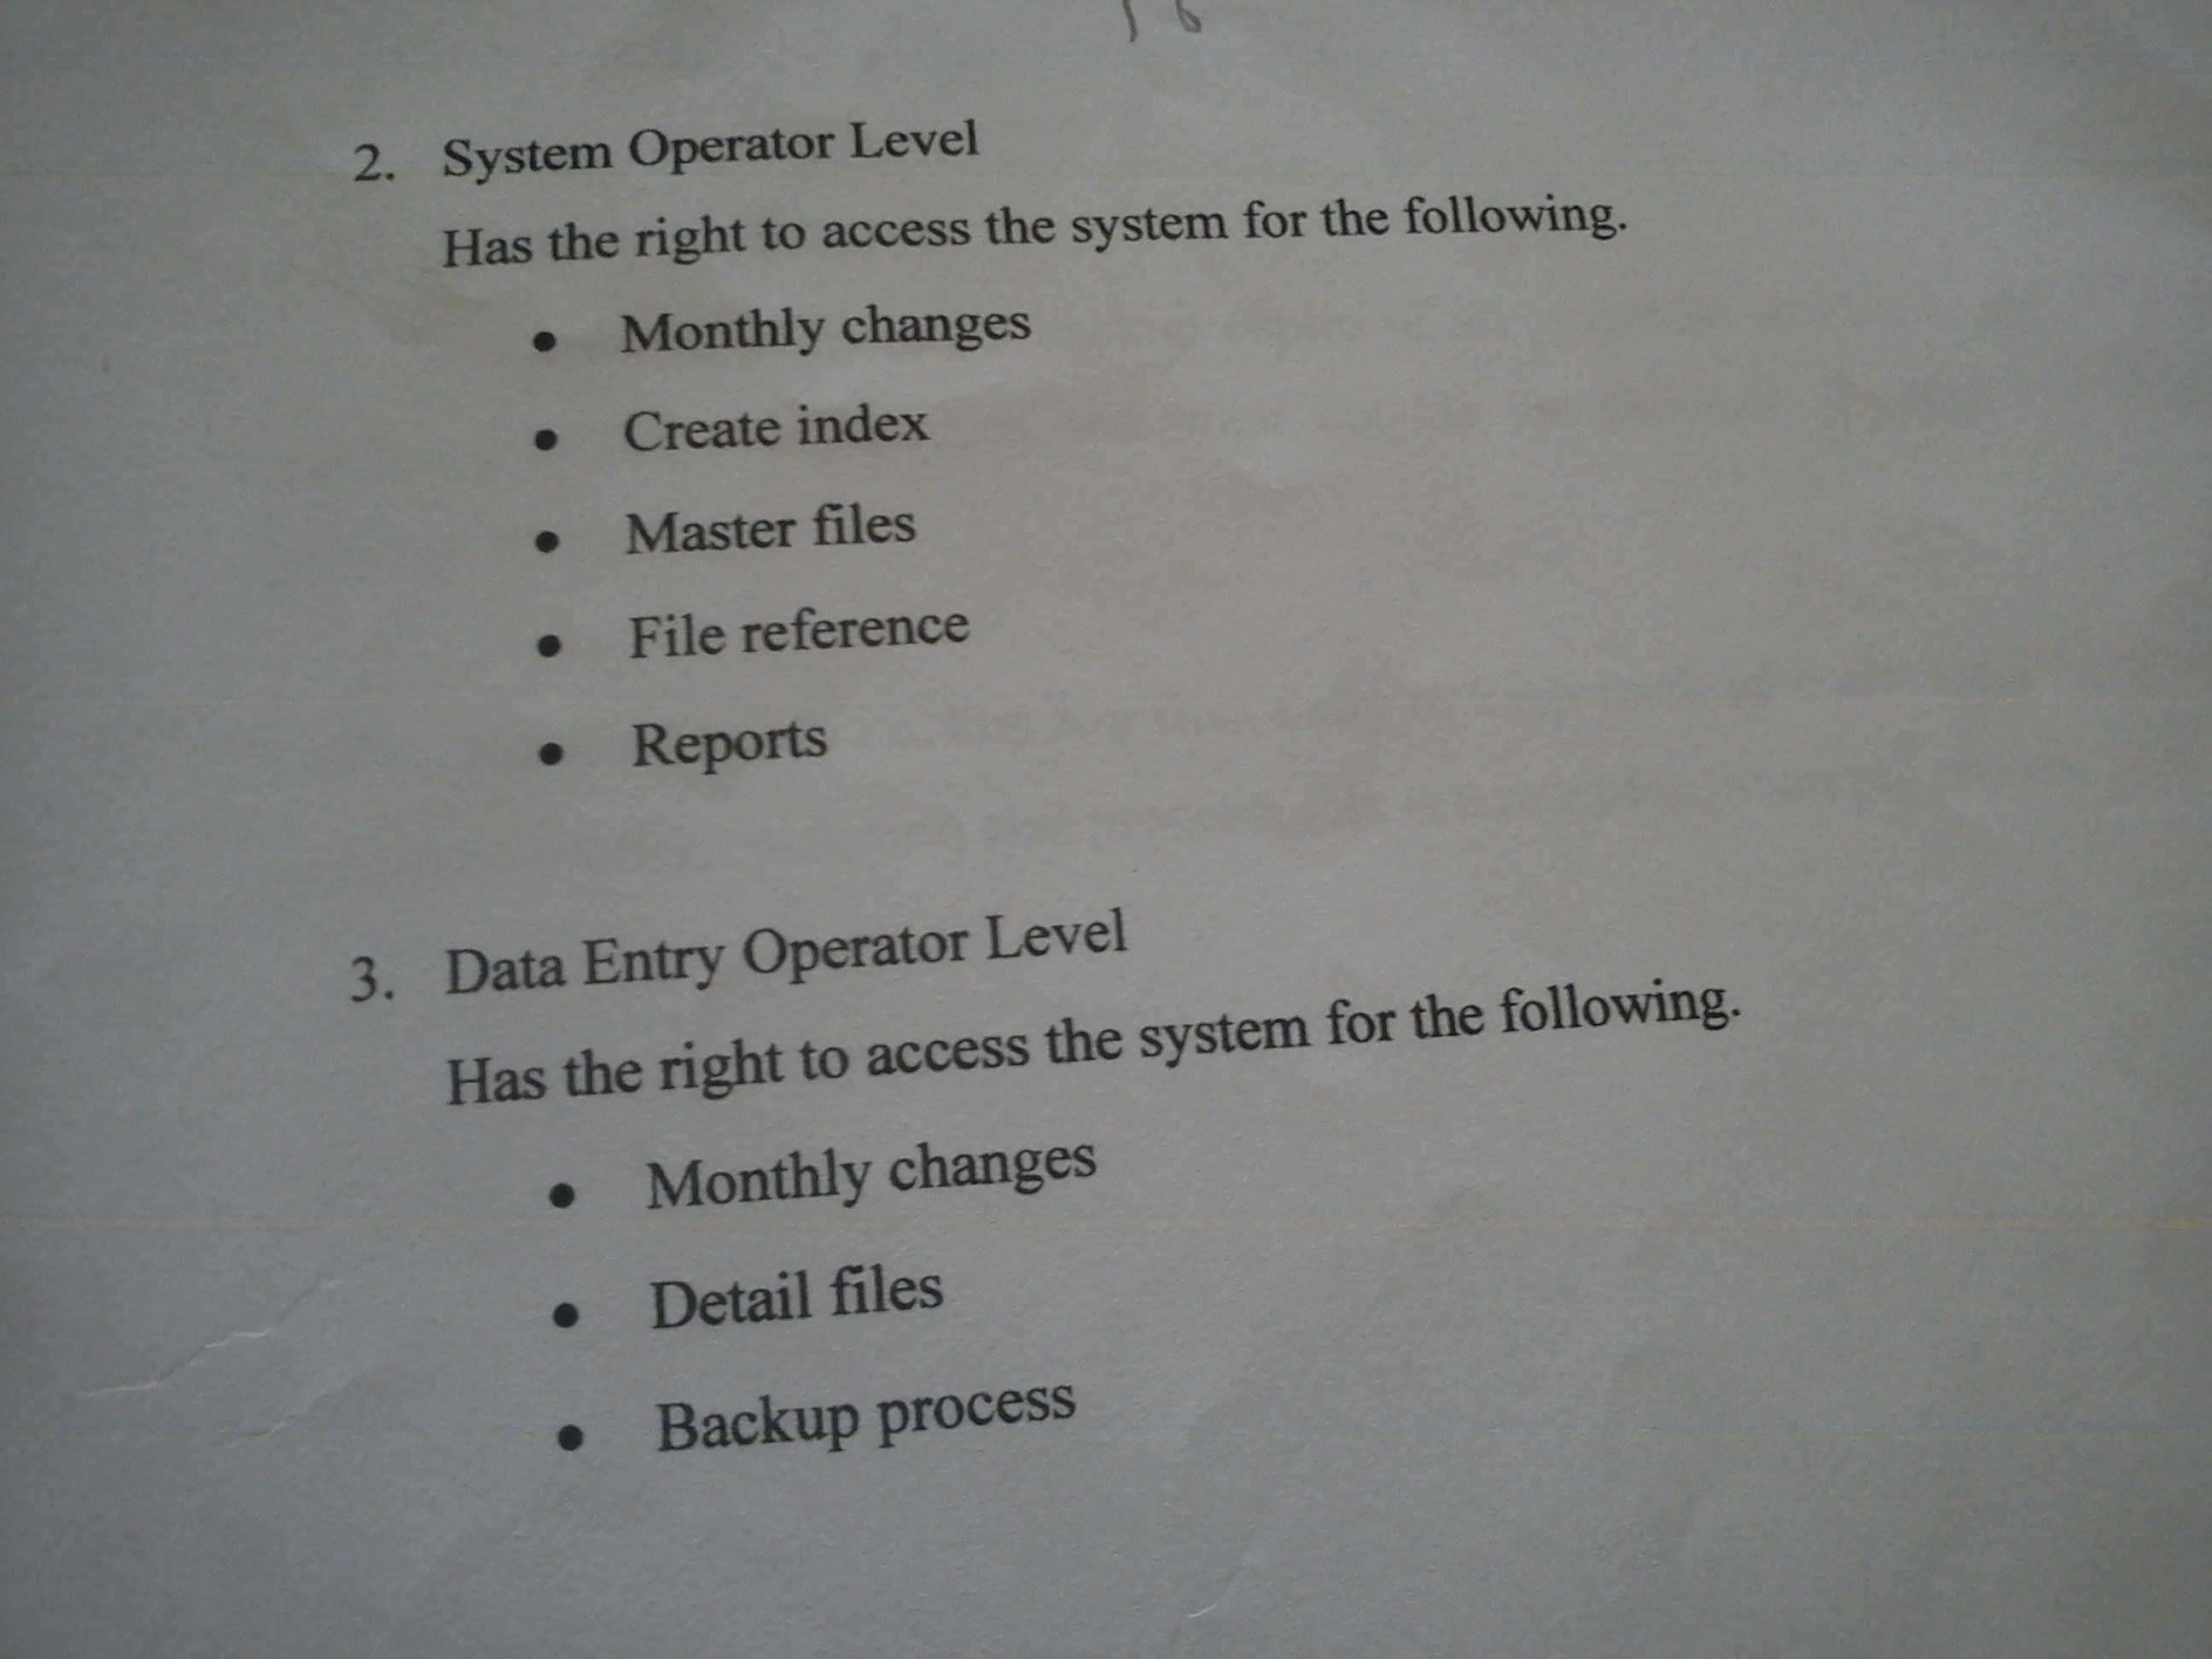 2. System Operator Level
Has the right to access the system for the following.
• Monthly changes
• Create index
• Master files
• File reference
• Reports
3. Data Entry Operator Level
Has the right to access the system for the following.
• Monthly changes
• Detail files
• Backup process